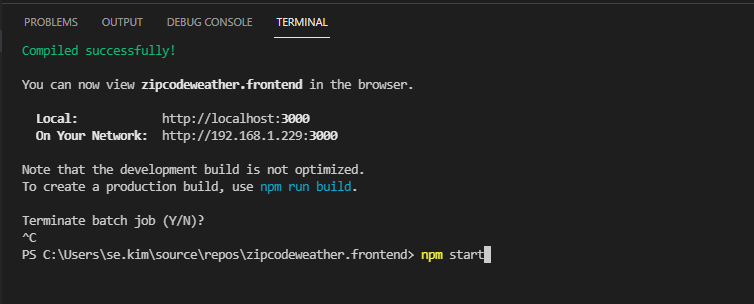 PROBLEMS OUTPUT DEBUG CONSOLE TERMINAL
Compiled successfully!
You can now view zipcodeweather.frontend in the browser.
Local: http://localhost:3000
On Your Network: http://192.168.1.229:3000
Note that the development build is not optimized.
To create a production build, use npm run build.
Terminate batch job (Y/N)?
^C
PS C:\Users\se.kim\source\repos\zipcodeweather.frontend> npm start